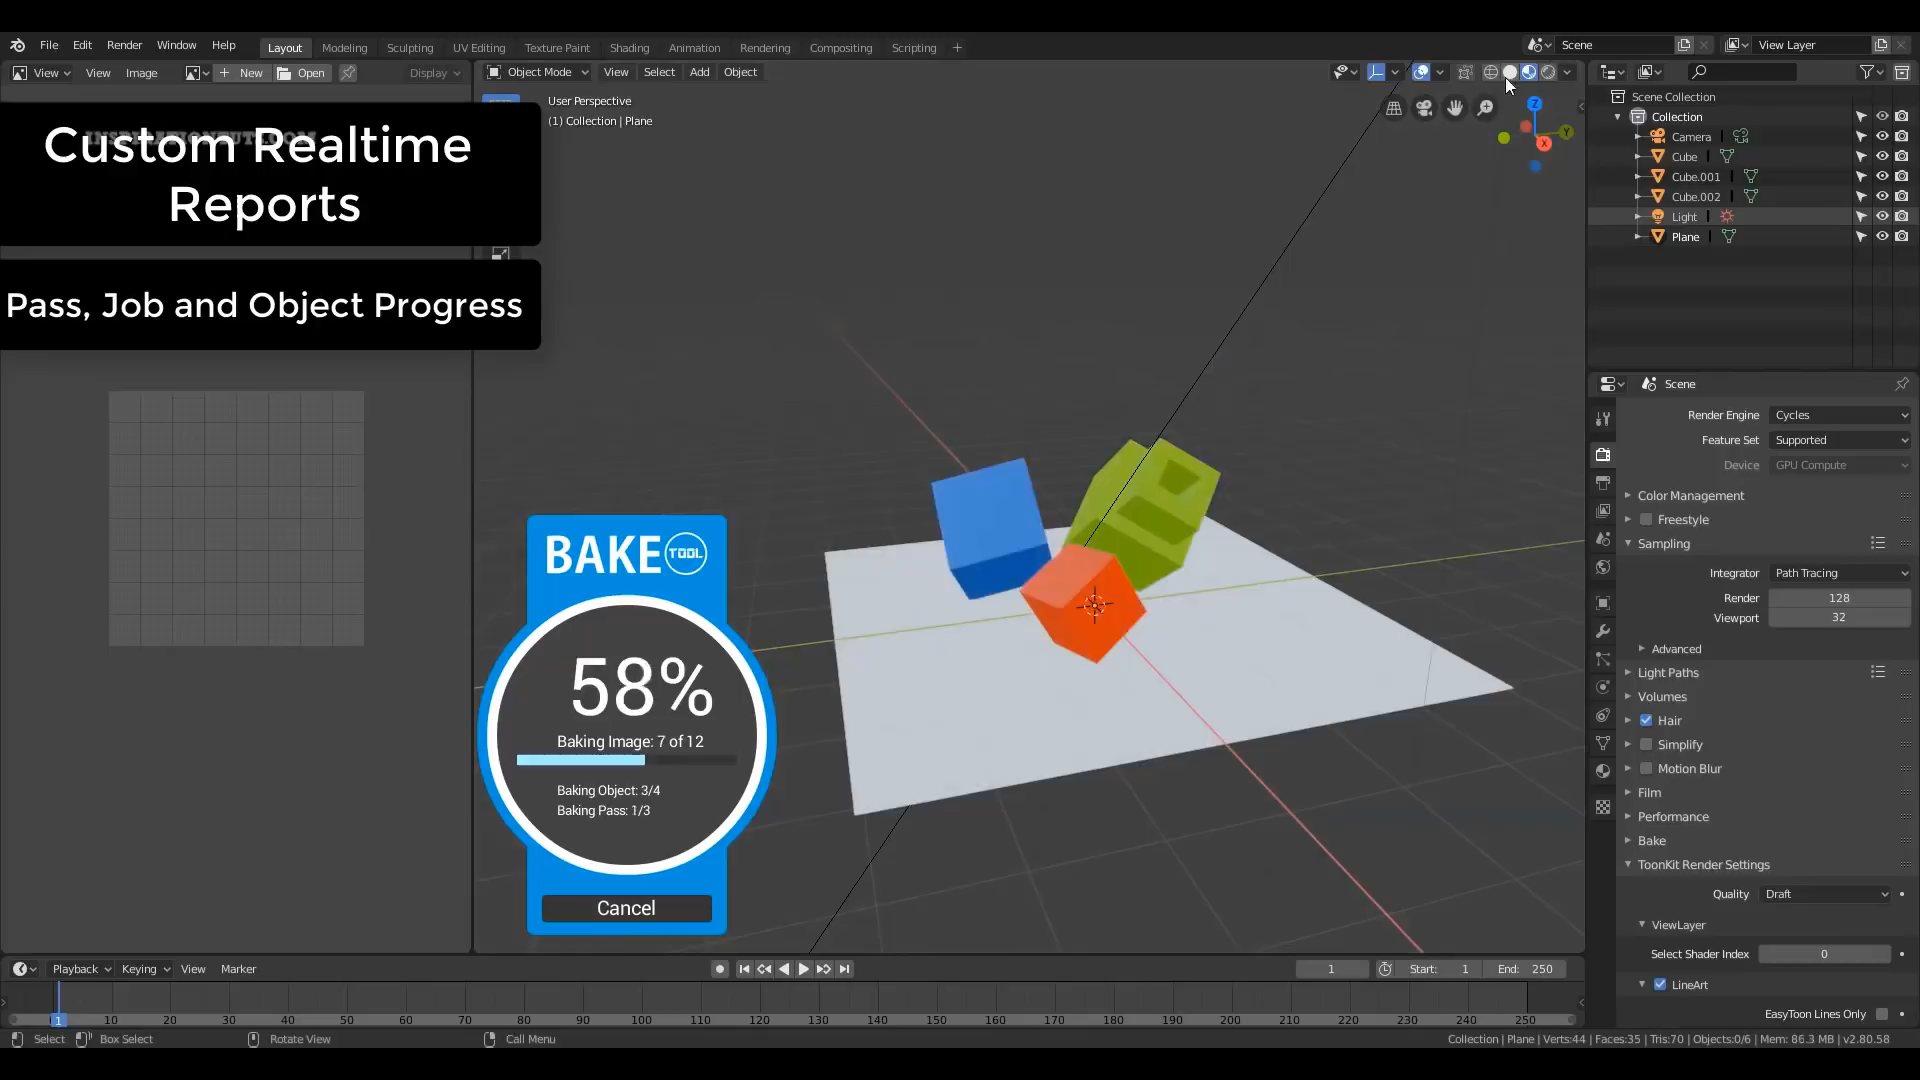 File Edit Render Window Help Layout Modeling Sculpting UV Editing Texture Paint Shading Animation Rendering Compositing Scripting + Scene View Layer
View View Image New Open Display Object Mode View Select Add Object
User Perspective
(1) Collection | Plane
INSPIRATIONTUTS.COM
Custom Realtime
Reports
Pass, Job and Object Progress
BAKE TOOL
58%
Baking Image: 7 of 12
Baking Object: 3/4
Baking Pass: 1/3
Cancel
Z
Y
X
Scene Collection
Collection
Camera
Cube
Cube.001
Cube.002
Light
Plane
Scene
Render Engine Cycles
Feature Set Supported
Device GPU Compute
Color Management
Freestyle
Sampling
Integrator Path Tracing
Render 128
Viewport 32
Advanced
Light Paths
Volumes
Hair
Simplify
Motion Blur
Film
Performance
Bake
ToonKit Render Settings
Quality Draft
ViewLayer
Select Shader Index 0
LineArt
EasyToon Lines Only
Playback Keying View Marker 1 Start: 1 End: 250
1 10 20 30 40 50 60 70 80 90 100 110 120 130 140 150 160 170 180 190 200 210 220 230 240 250
Select Box Select Rotate View Call Menu Collection | Plane | Verts:44 | Faces:35 | Tris:70 | Objects:0/6 | Mem: 86.3 MB | v2.80.58